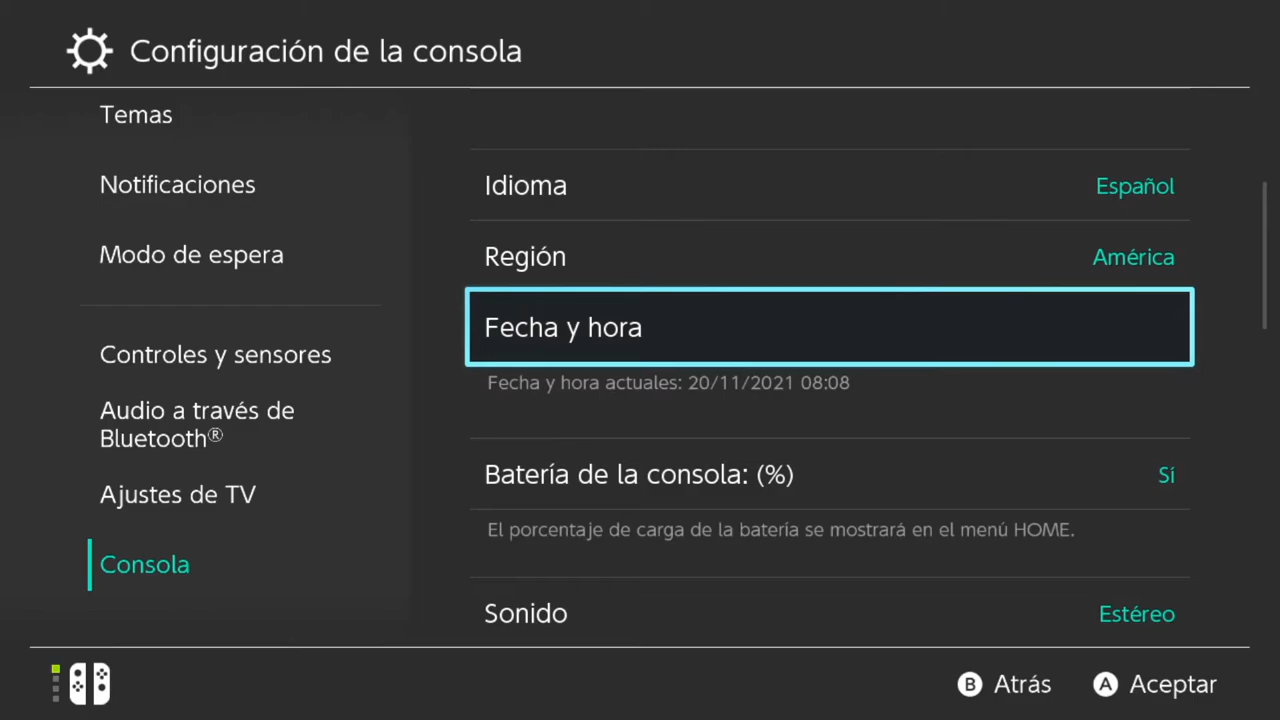 Configuración de la consola
Temas
Notificaciones
Modo de espera
Controles y sensores
Audio a través de
Bluetooth®
Ajustes de TV
Consola
Idioma Español
Región América
Fecha y hora
Fecha y hora actuales: 20/11/2021 08:08
Batería de la consola: (%) Sí
El porcentaje de carga de la batería se mostrará en el menú HOME.
Sonido Estéreo
B Atrás A Aceptar